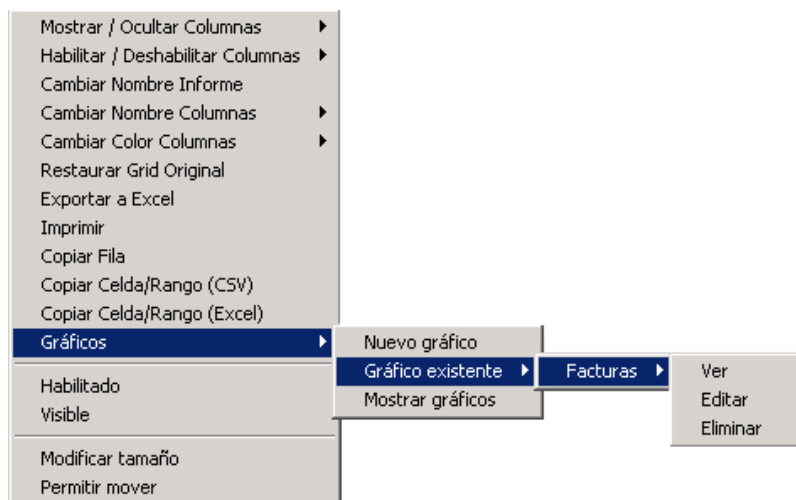 Mostrar / Ocultar Columnas
Habilitar / Deshabilitar Columnas
Cambiar Nombre Informe
Cambiar Nombre Columnas
Cambiar Color Columnas
Restaurar Grid Original
Exportar a Excel
Imprimir
Copiar Fila
Copiar Celda/Rango (CSV)
Copiar Celda/Rango (Excel)
Gráficos
Habilitado
Visible
Modificar tamaño
Permitir mover
Nuevo gráfico
Gráfico existente
Mostrar gráficos
Facturas
Ver
Editar
Eliminar